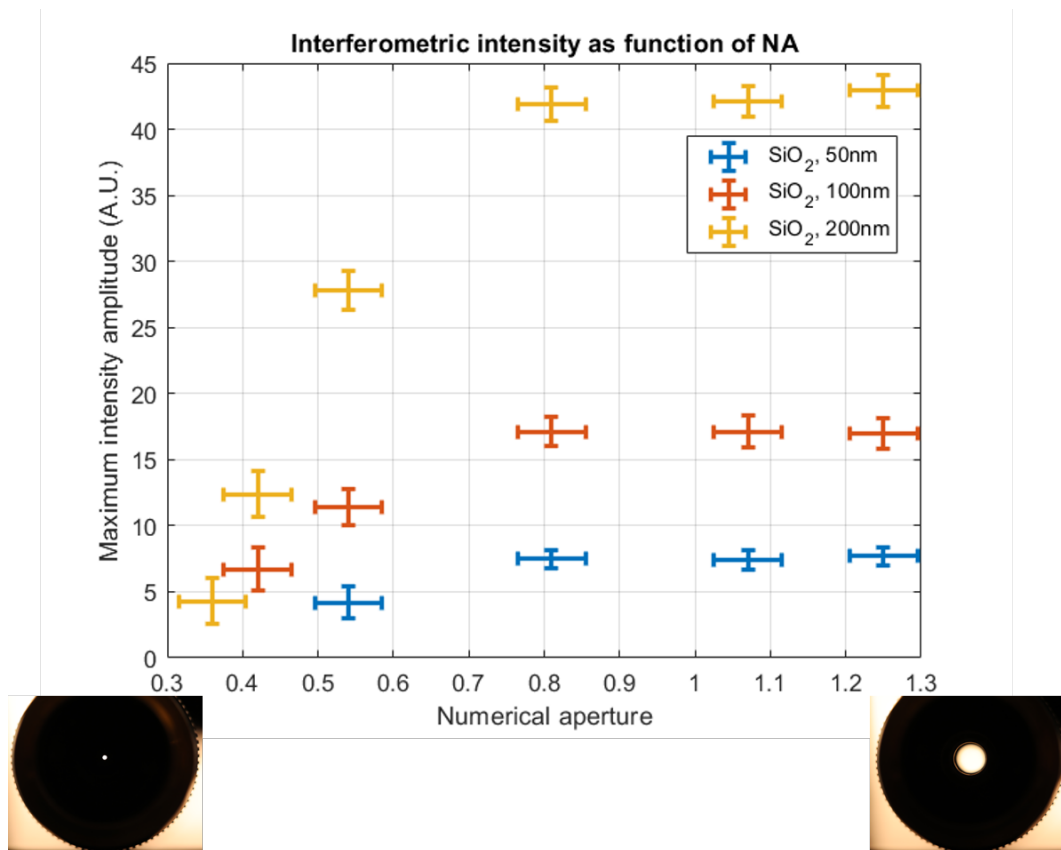 Interferometric intensity as function of NA
Maximum intensity amplitude (A.U.)
45
40
35
30
25
20
15
10
5
0
SiO2, 50nm
SiO2, 100nm
SiO2, 200nm
0.3 0.4 0.5 0.6 0.7 0.8 0.9 1 1.1 1.2 1.3
Numerical aperture